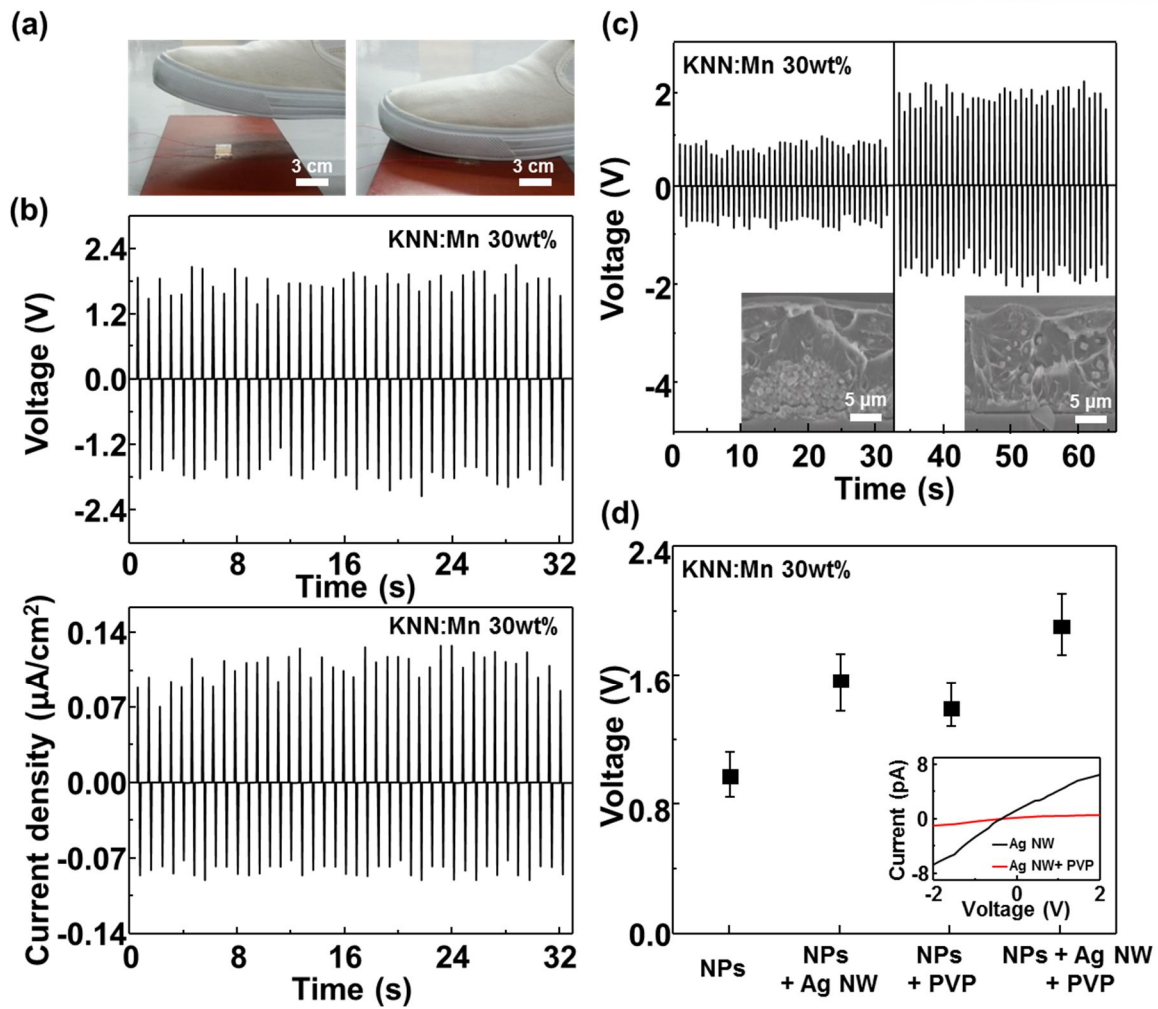 (a)
3 cm
3 cm
(b)
KNN:Mn 30wt%
Voltage (V)
2.4
1.2
0.0
-1.2
-2.4
0
8
16
24
32
Time (s)
KNN:Mn 30wt%
Current density (µA/cm²)
0.14
0.07
0.00
-0.07
-0.14
0
8
16
24
32
Time (s)
(c)
KNN:Mn 30wt%
Voltage (V)
2
0
-2
-4
5 µm
5 µm
0
10
20
30
40
50
60
Time (s)
(d)
KNN:Mn 30wt%
Voltage (V)
2.4
1.6
0.8
0.0
Current (pA)
8
0
-8
Ag NW
Ag NW+ PVP
-2
0
2
Voltage (V)
NPs
NPs
+ Ag NW
NPs
+ PVP
NPs + Ag NW
+ PVP